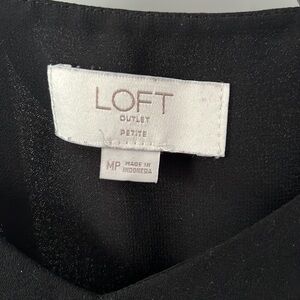 LOFT
OUTLET
PETITE
MP MADE IN
INDONESIA